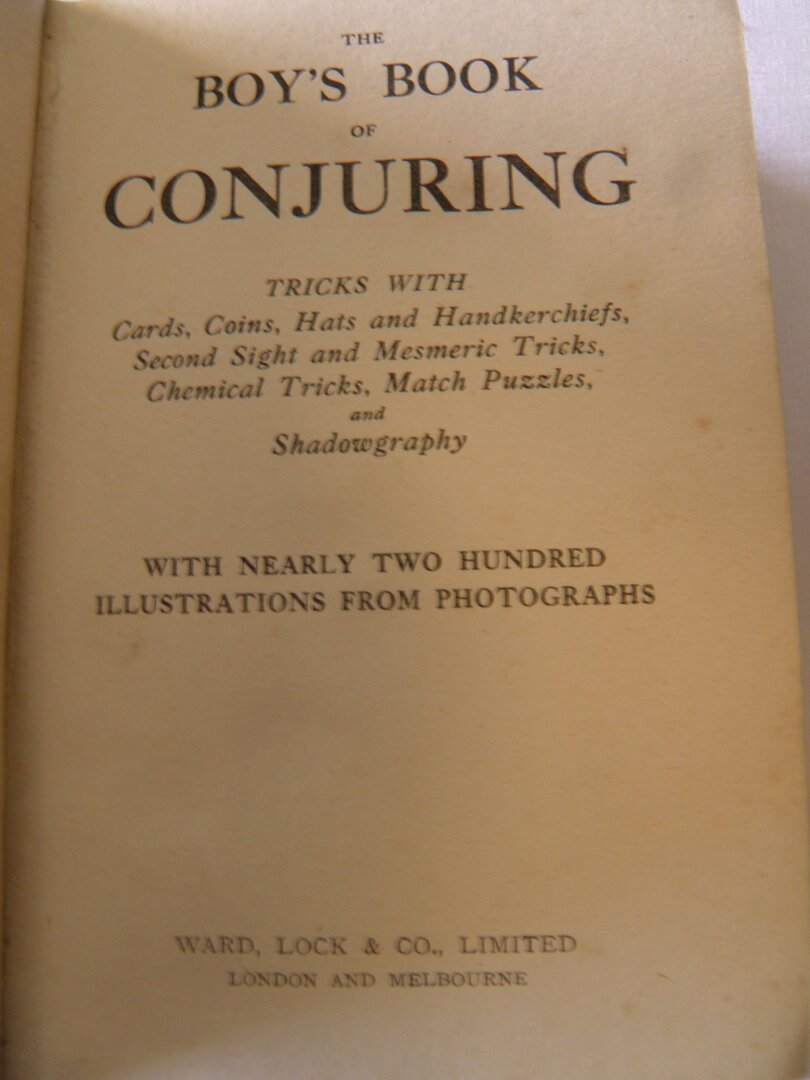 THE
BOY'S BOOK
OF
CONJURING
TRICKS WITH
Cards, Coins, Hats and Handkerchiefs,
Second Sight and Mesmeric Tricks,
Chemical Tricks, Match Puzzles,
and
Shadowgraphy
WITH NEARLY TWO HUNDRED
ILLUSTRATIONS FROM PHOTOGRAPHS
WARD, LOCK & CO., LIMITED
LONDON AND MELBOURNE